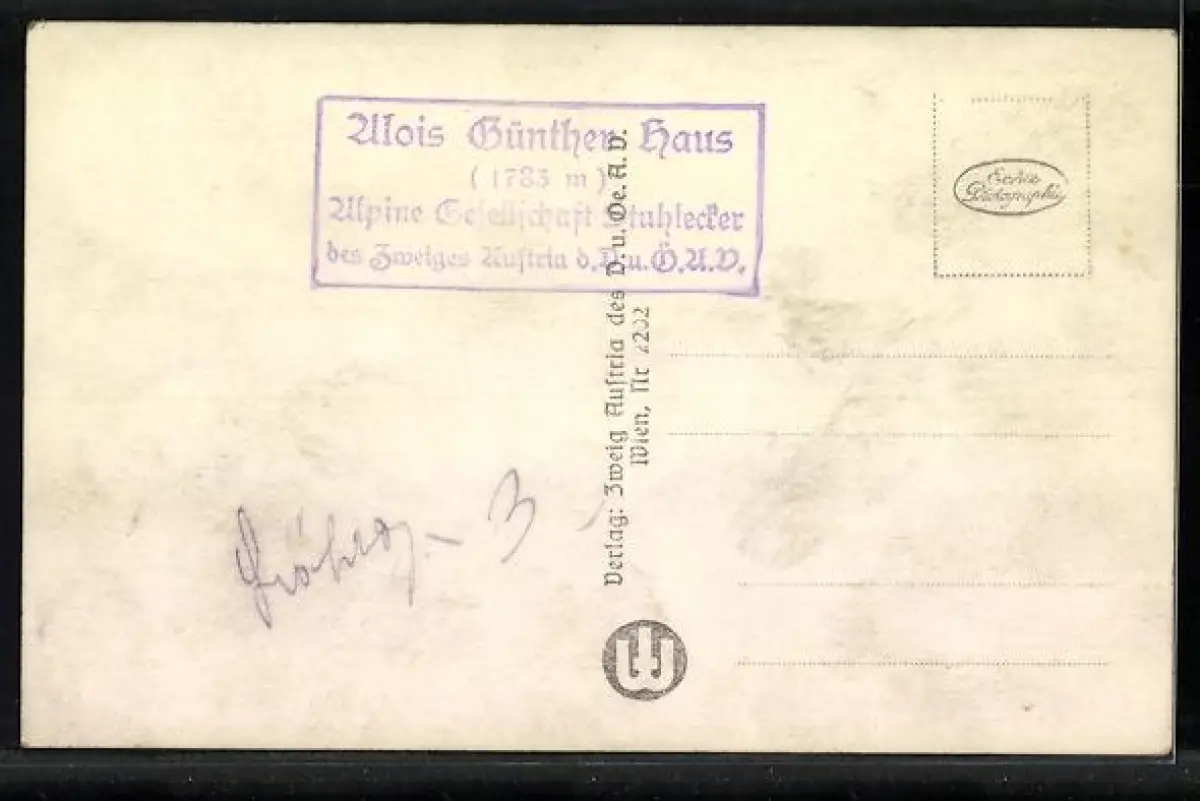 Alois Günther Haus
(1783 m)
Alpine Gesellschaft Stuhlecker
des Zweiges Austria d.D.u.Ö.A.V.
Verlag: Zweig Austria des D. u. Oe. A. V.
Wien, Nr 2202
Echte
Photographie
3
W